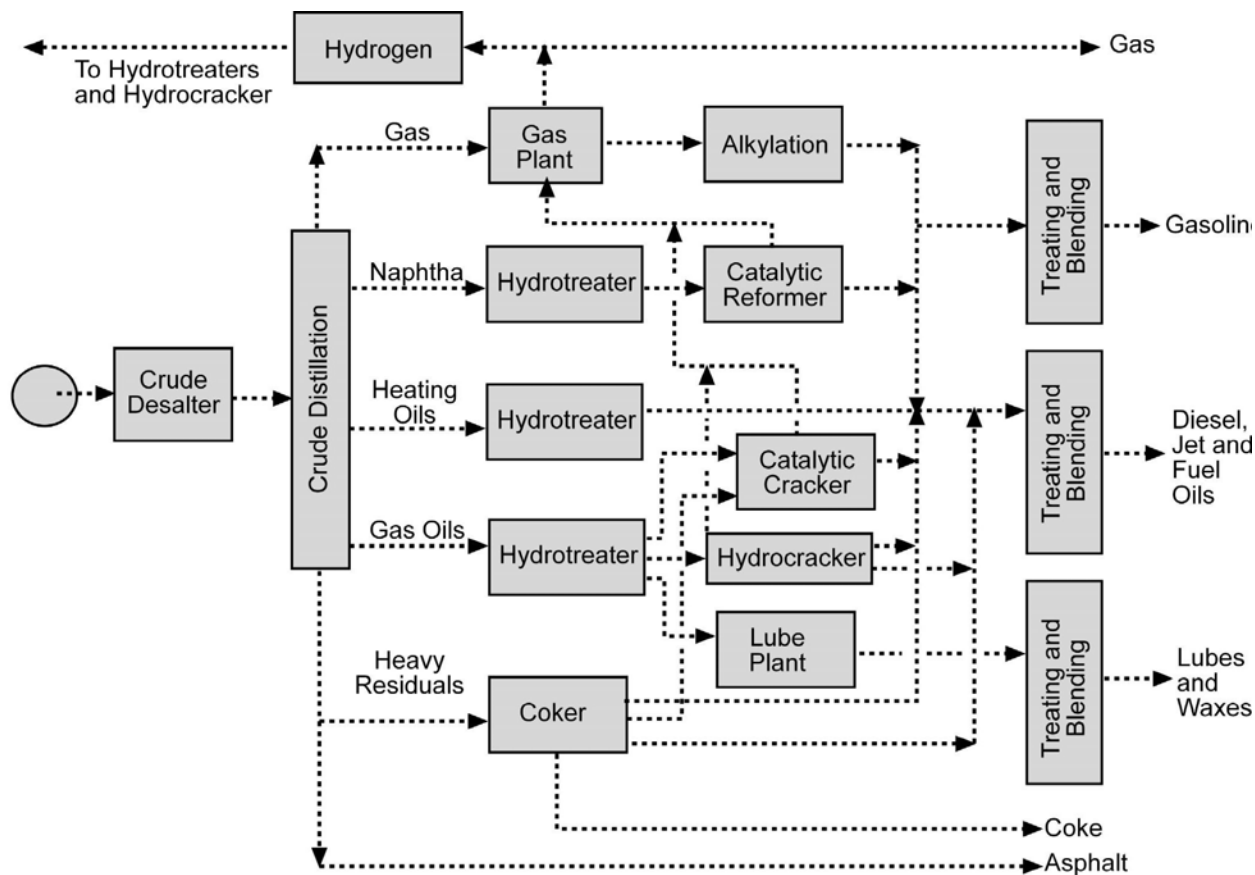 Hydrogen
Gas
To Hydrotreaters
and Hydrocracker
Gas
Gas
Plant
Alkylation
Treating and
Blending
Gasoline
Crude Distillation
Naphtha
Hydrotreater
Catalytic
Reformer
Crude
Desalter
Heating
Oils
Hydrotreater
Catalytic
Cracker
Treating and
Blending
Diesel,
Jet and
Fuel
Oils
Gas Oils
Hydrotreater
Hydrocracker
Lube
Plant
Treating and
Blending
Lubes
and
Waxes
Heavy
Residuals
Coker
Coke
Asphalt